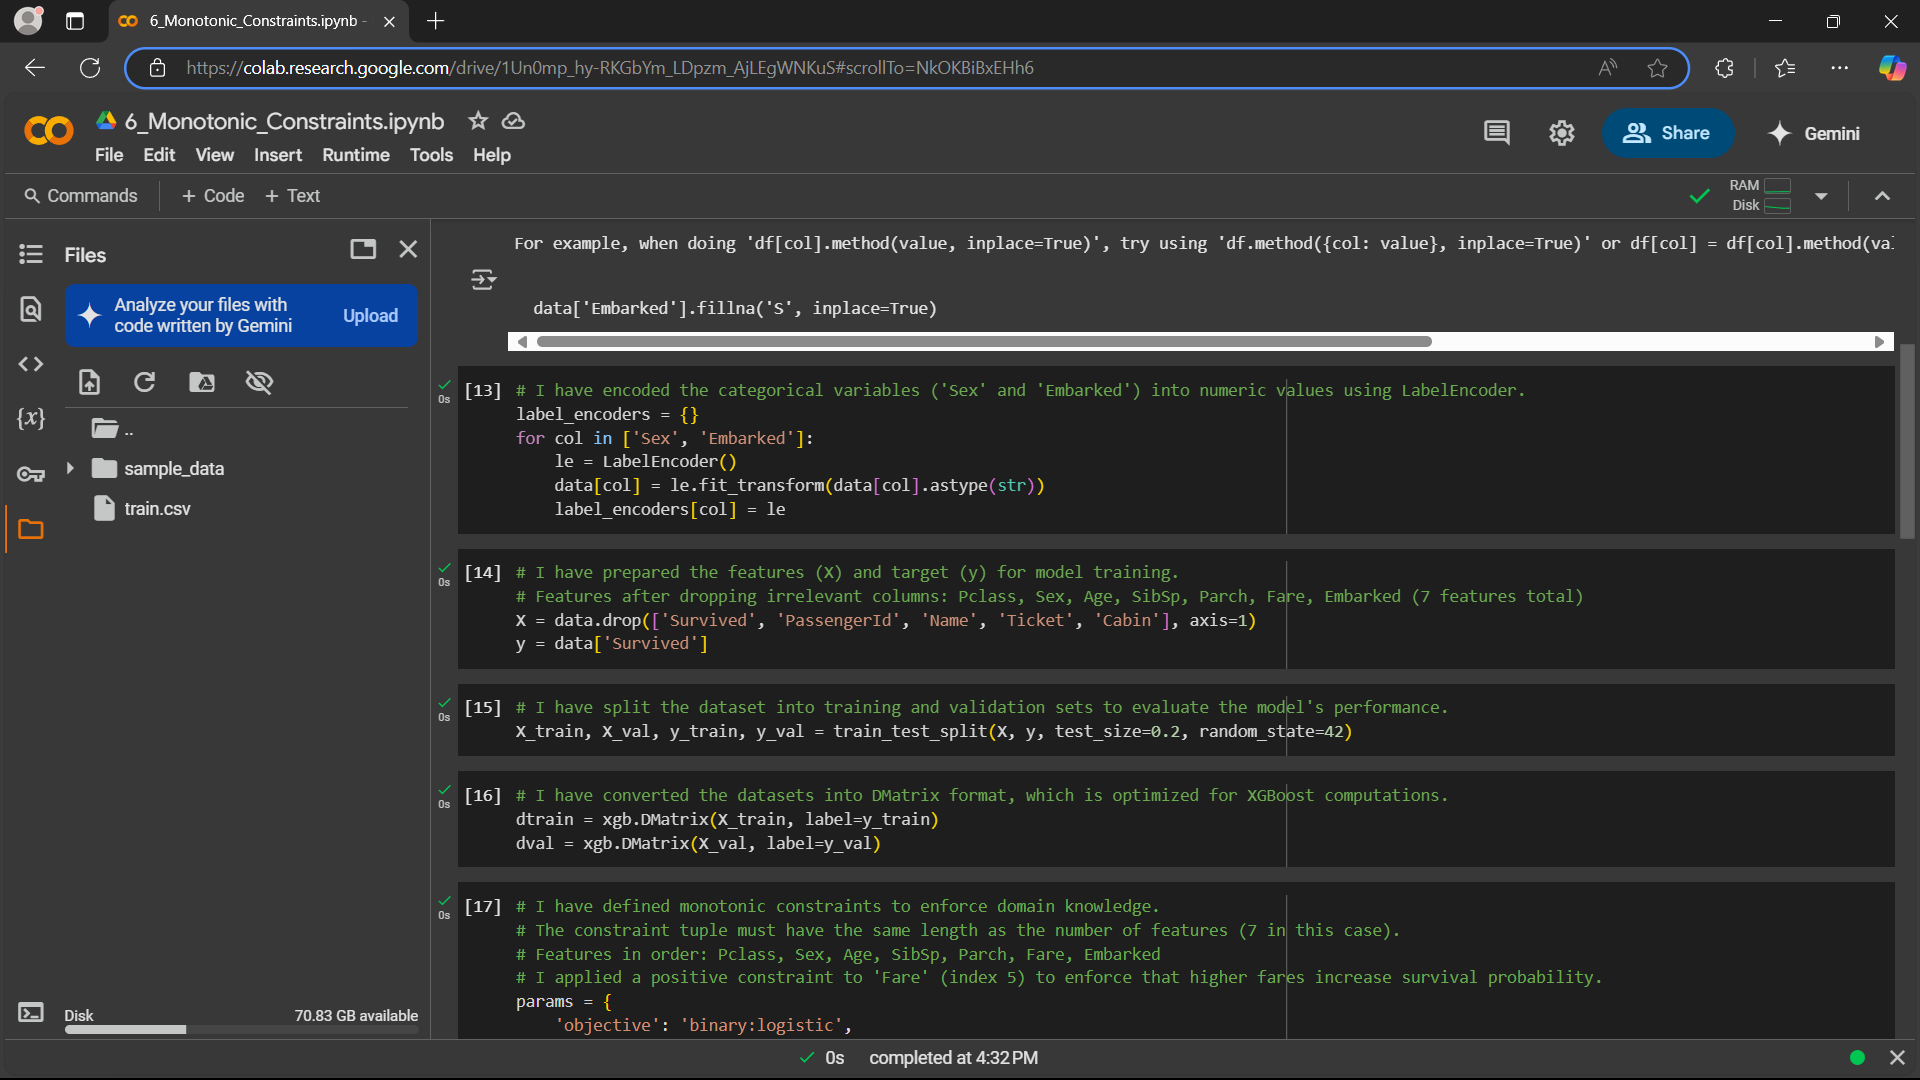 6_Monotonic_Constraints.ipynb -
https://colab.research.google.com/drive/1Un0mp_hy-RKGbYm_LDpzm_AjLEgWNKuS#scrollTo=NkOKBiBxEHh6
6_Monotonic_Constraints.ipynb
File Edit View Insert Runtime Tools Help
Share
Gemini
Commands + Code + Text
RAM
Disk
Files
Analyze your files with
code written by Gemini
Upload
..
sample_data
train.csv
Disk 70.83 GB available
For example, when doing 'df[col].method(value, inplace=True)', try using 'df.method({col: value}, inplace=True)' or df[col] = df[col].method(val
data['Embarked'].fillna('S', inplace=True)
0s
[13] # I have encoded the categorical variables ('Sex' and 'Embarked') into numeric values using LabelEncoder.
label_encoders = {}
for col in ['Sex', 'Embarked']:
le = LabelEncoder()
data[col] = le.fit_transform(data[col].astype(str))
label_encoders[col] = le
0s
[14] # I have prepared the features (X) and target (y) for model training.
# Features after dropping irrelevant columns: Pclass, Sex, Age, SibSp, Parch, Fare, Embarked (7 features total)
X = data.drop(['Survived', 'PassengerId', 'Name', 'Ticket', 'Cabin'], axis=1)
y = data['Survived']
0s
[15] # I have split the dataset into training and validation sets to evaluate the model's performance.
X_train, X_val, y_train, y_val = train_test_split(X, y, test_size=0.2, random_state=42)
0s
[16] # I have converted the datasets into DMatrix format, which is optimized for XGBoost computations.
dtrain = xgb.DMatrix(X_train, label=y_train)
dval = xgb.DMatrix(X_val, label=y_val)
0s
[17] # I have defined monotonic constraints to enforce domain knowledge.
# The constraint tuple must have the same length as the number of features (7 in this case).
# Features in order: Pclass, Sex, Age, SibSp, Parch, Fare, Embarked
# I applied a positive constraint to 'Fare' (index 5) to enforce that higher fares increase survival probability.
params = {
'objective': 'binary:logistic',
0s completed at 4:32 PM